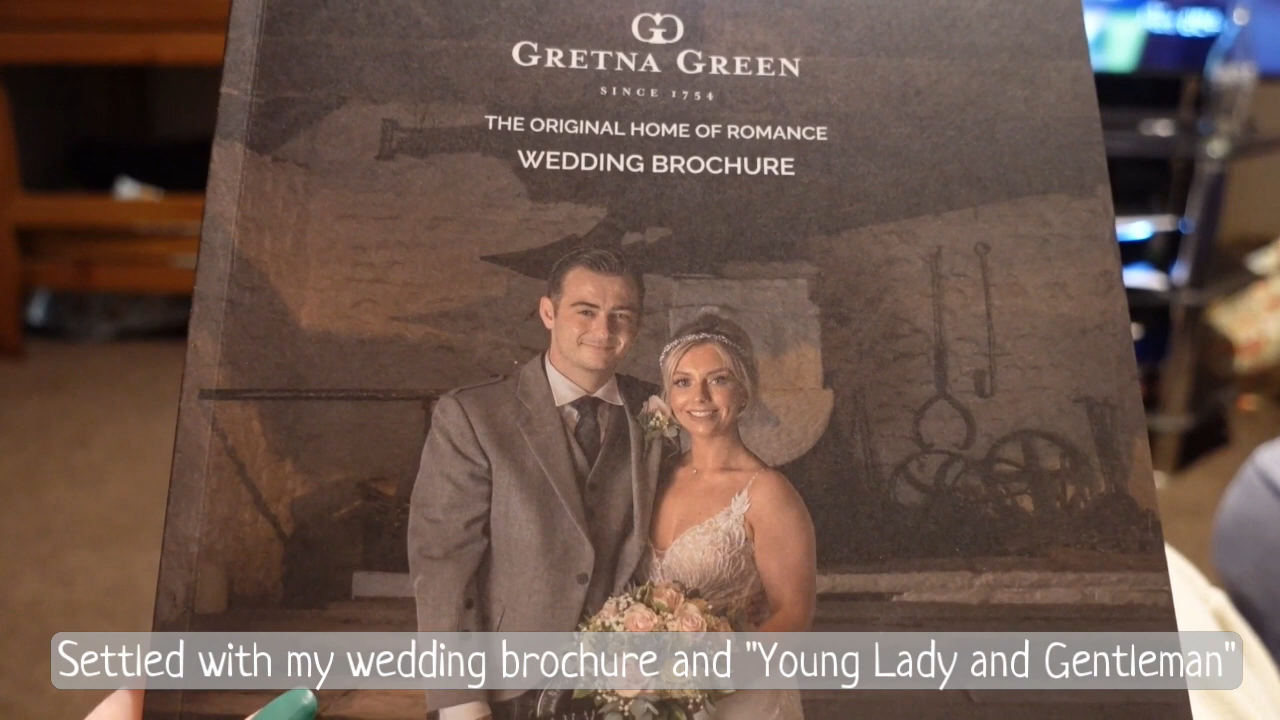 GRETNA GREEN
SINCE 1754
THE ORIGINAL HOME OF ROMANCE
WEDDING BROCHURE
Settled with my wedding brochure and "Young Lady and Gentleman"